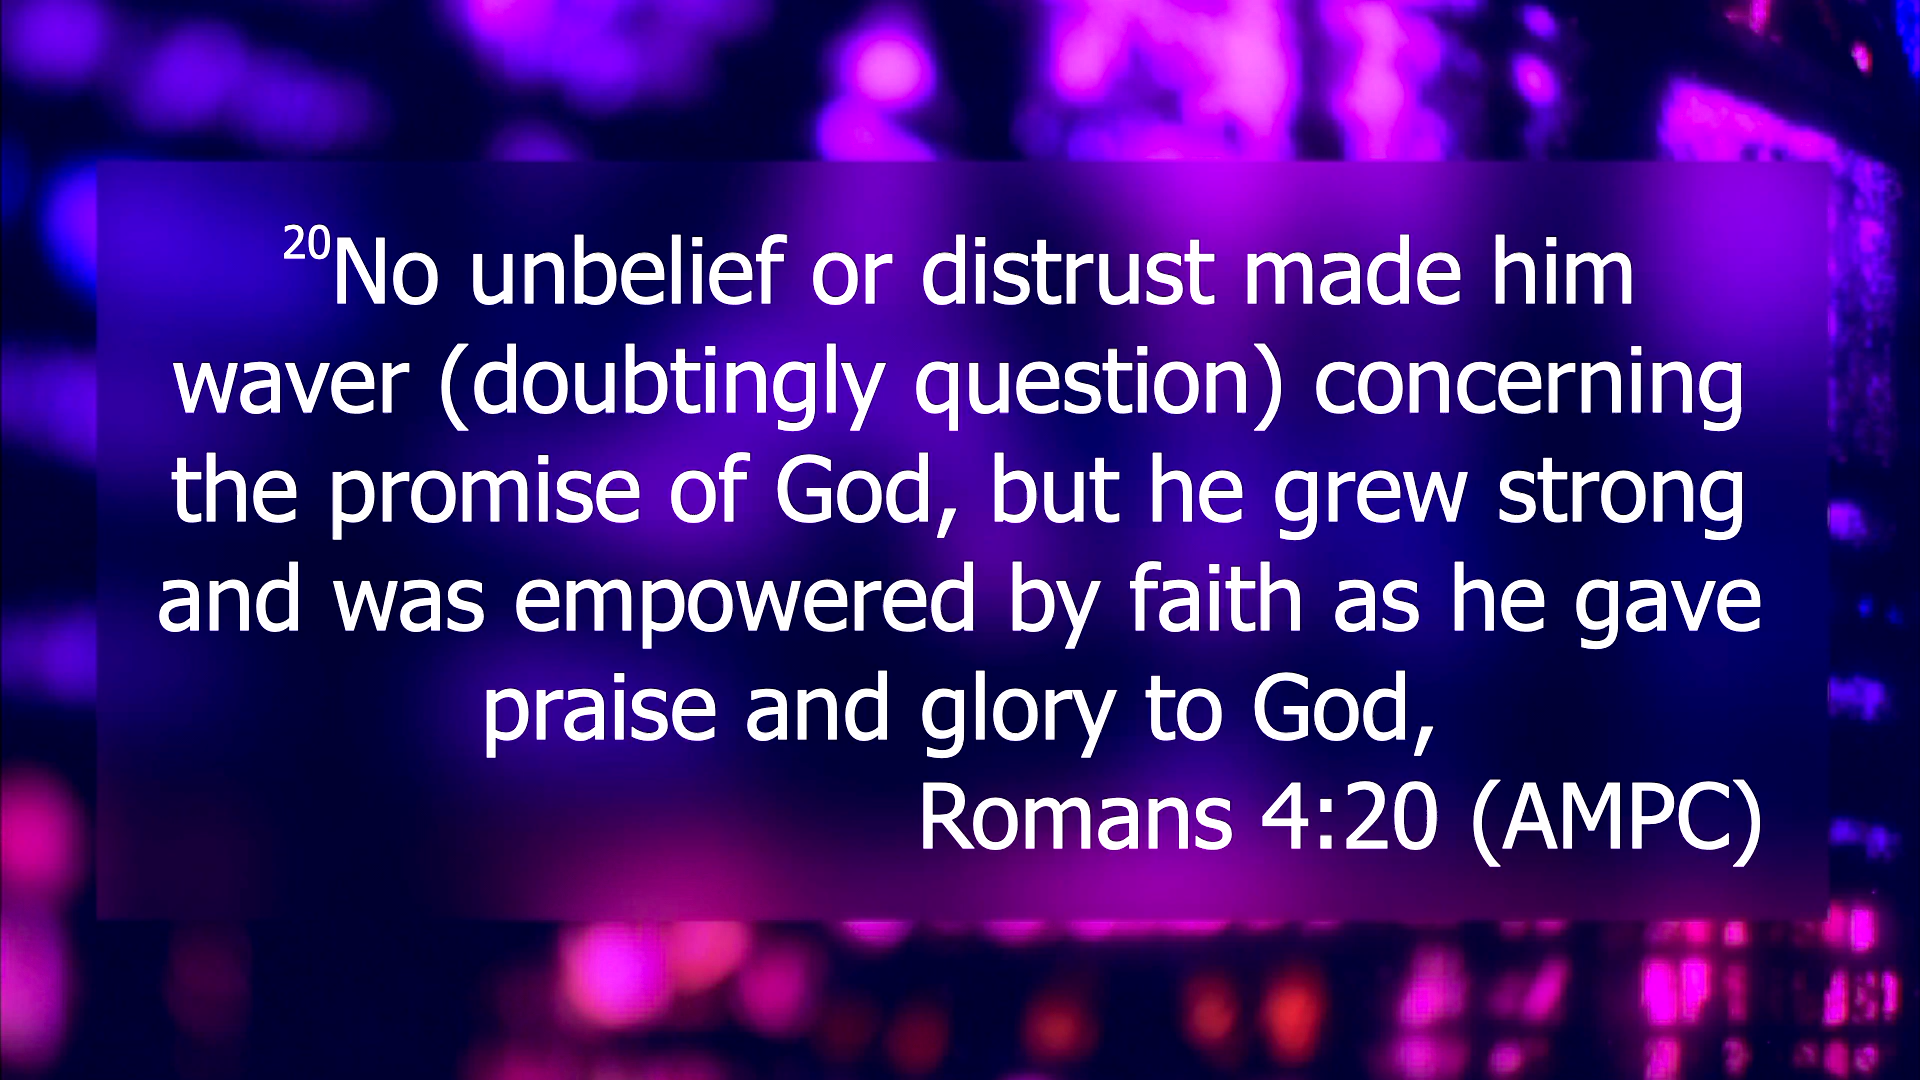 20No unbelief or distrust made him
waver (doubtingly question) concerning
the promise of God, but he grew strong
and was empowered by faith as he gave
praise and glory to God,
Romans 4:20 (AMPC)